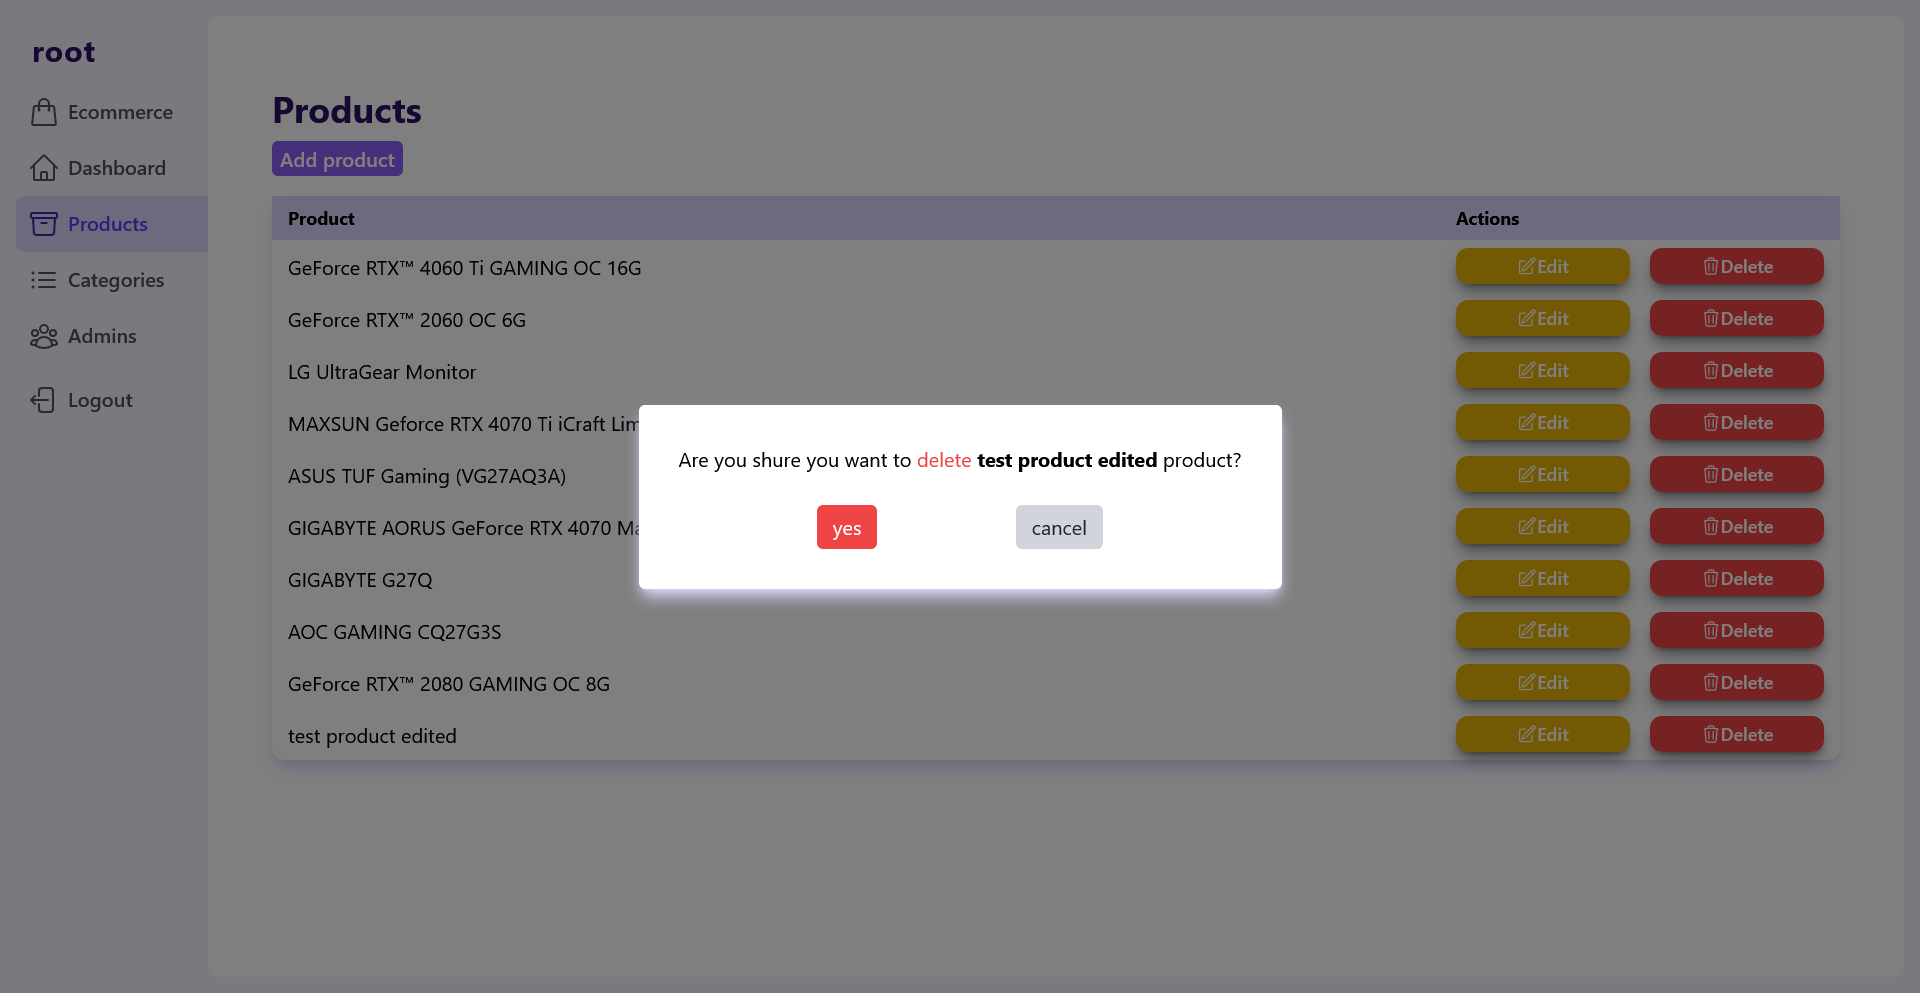 root
Ecommerce
Dashboard
Products
Categories
Admins
Logout
Products
Add product
Product Actions
GeForce RTX™ 4060 Ti GAMING OC 16G Edit Delete
GeForce RTX™ 2060 OC 6G Edit Delete
LG UltraGear Monitor Edit Delete
MAXSUN Geforce RTX 4070 Ti iCraft Lim Edit Delete
ASUS TUF Gaming (VG27AQ3A) Edit Delete
GIGABYTE AORUS GeForce RTX 4070 Ma Edit Delete
GIGABYTE G27Q Edit Delete
AOC GAMING CQ27G3S Edit Delete
GeForce RTX™ 2080 GAMING OC 8G Edit Delete
test product edited Edit Delete
Are you shure you want to delete test product edited product?
yes cancel